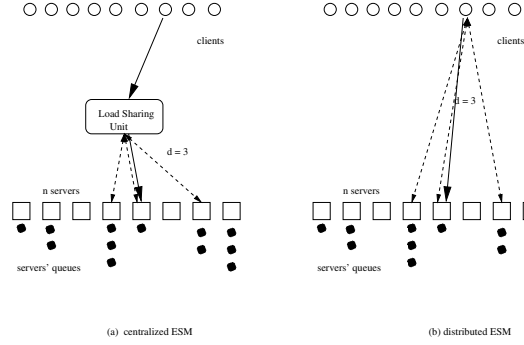 clients
clients
Load Sharing
Unit
d = 3
d = 3
n servers
n servers
servers' queues
servers' queues
(a) centralized ESM
(b) distributed ESM